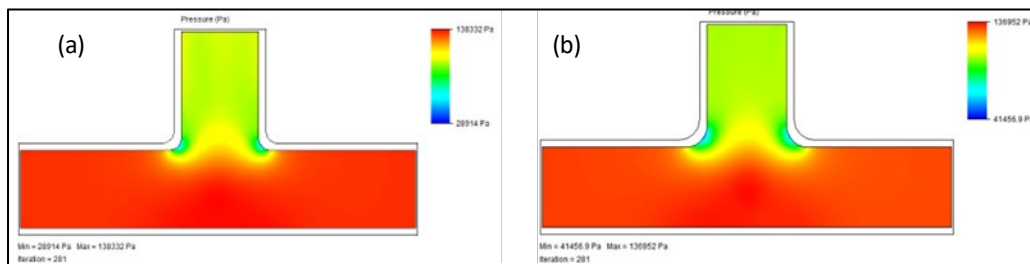 Pressure (Pa)
(a)
138332 Pa
28914 Pa
Min = 28914 Pa Max = 138332 Pa
Iteration = 281
Pressure (Pa)
(b)
136952 Pa
41456.9 Pa
Min = 41456.9 Pa Max = 136952 Pa
Iteration = 281